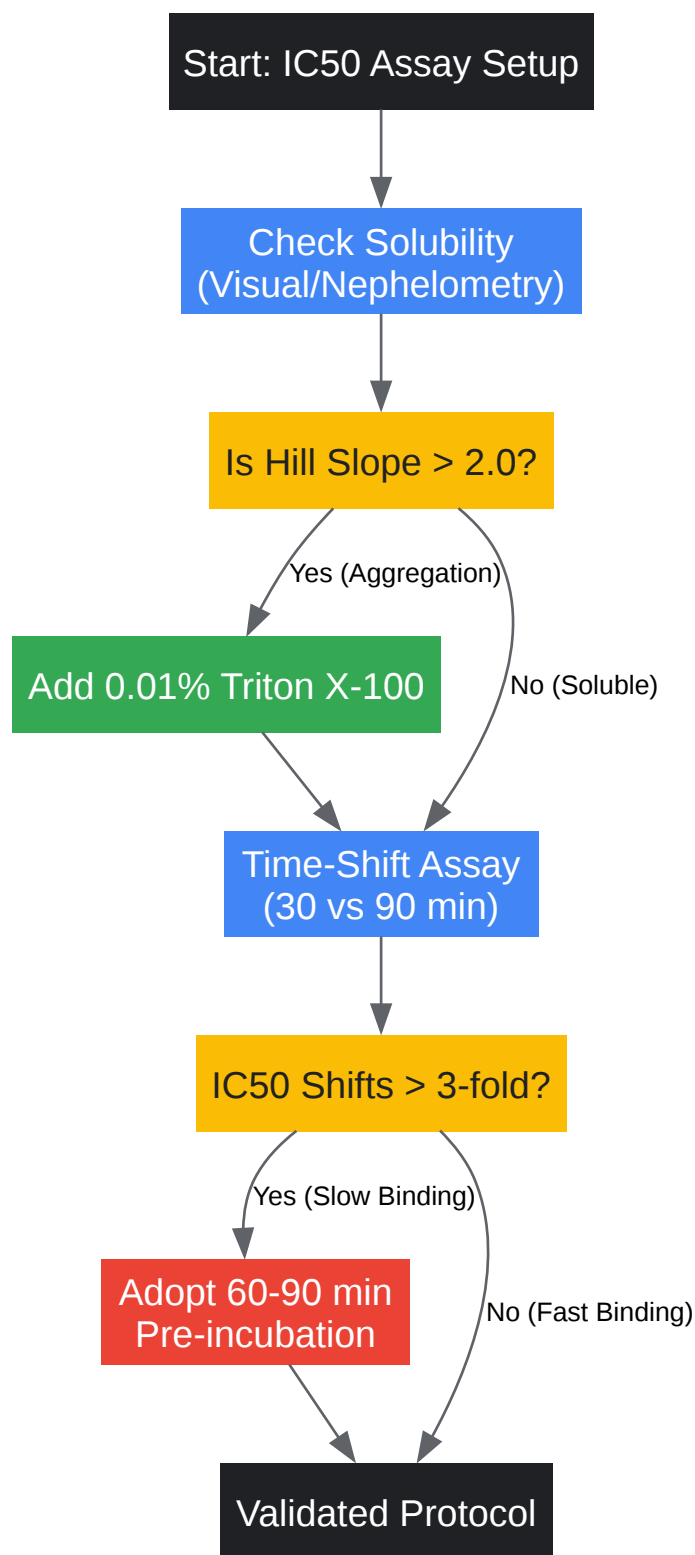 Start: IC50 Assay Setup
Check Solubility
(Visual/Nephelometry)
Is Hill Slope > 2.0?
Yes (Aggregation)
Add 0.01% Triton X-100
No (Soluble)
Time-Shift Assay
(30 vs 90 min)
IC50 Shifts > 3-fold?
Yes (Slow Binding)
Adopt 60-90 min
Pre-incubation
No (Fast Binding)
Validated Protocol